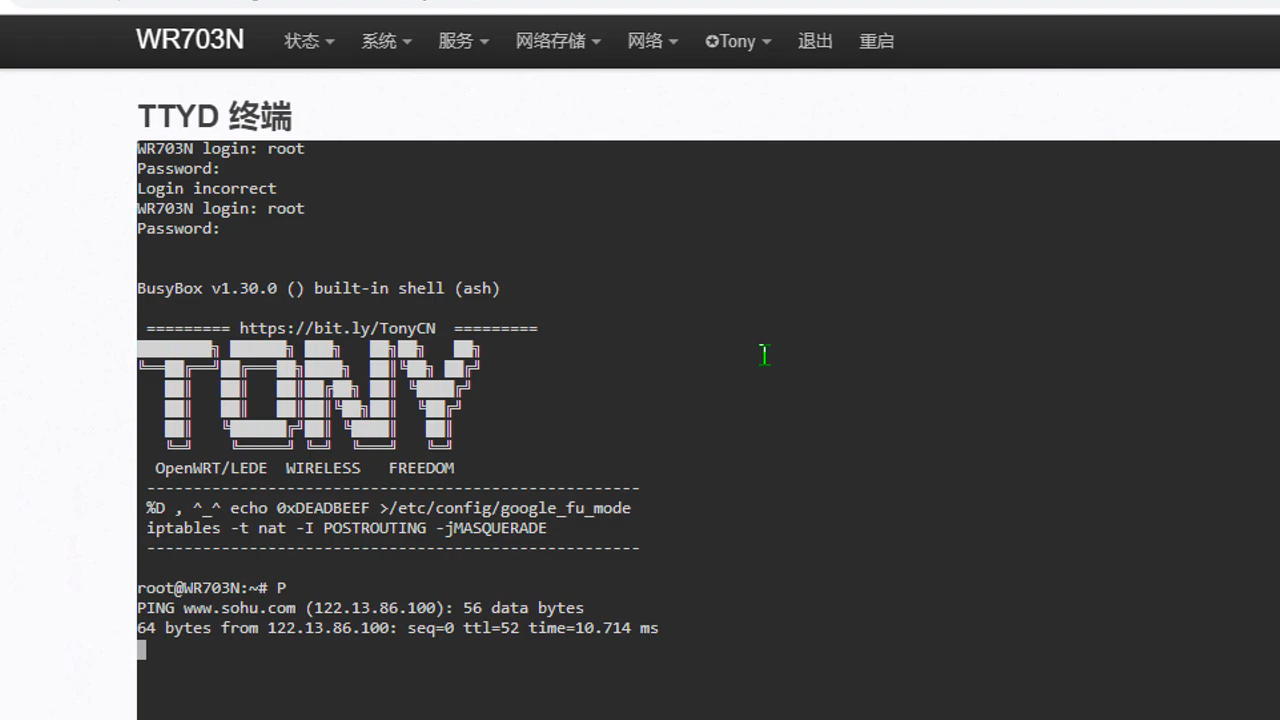 WR703N 状态 系统 服务 网络存储 网络 ✪Tony 退出 重启
TTYD 终端
WR703N login: root
Password:
Login incorrect
WR703N login: root
Password:
BusyBox v1.30.0 () built-in shell (ash)
========= https://bit.ly/TonyCN =========
TONY
OpenWRT/LEDE WIRELESS FREEDOM
-----------------------------------------------------
%D , ^_^ echo 0xDEADBEEF >/etc/config/google_fu_mode
iptables -t nat -I POSTROUTING -jMASQUERADE
-----------------------------------------------------
root@WR703N:~# P
PING www.sohu.com (122.13.86.100): 56 data bytes
64 bytes from 122.13.86.100: seq=0 ttl=52 time=10.714 ms